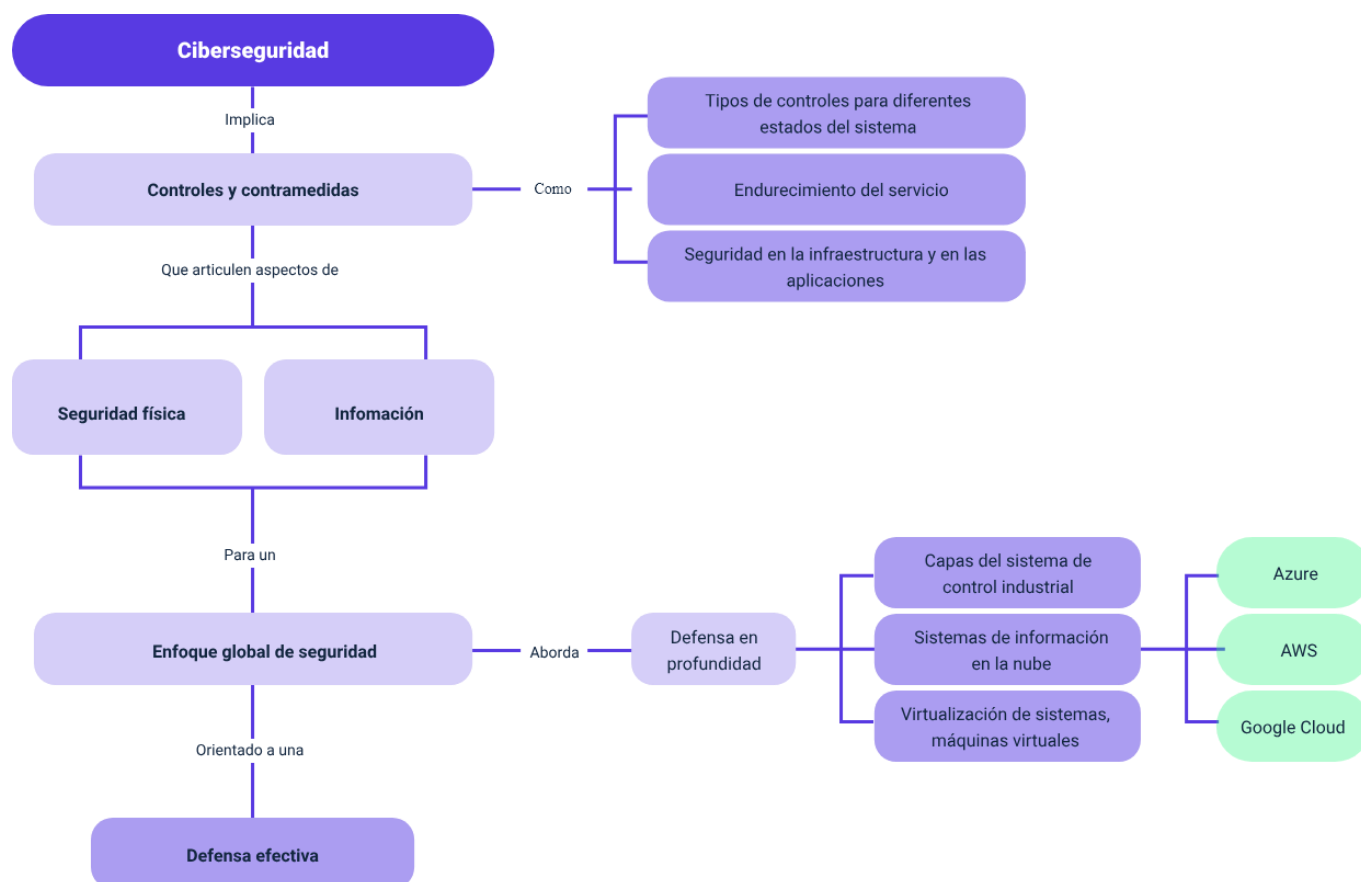 Ciberseguridad
Implica
Controles y contramedidas
Como
Tipos de controles para diferentes
estados del sistema
Endurecimiento del servicio
Seguridad en la infraestructura y en las
aplicaciones
Que articulen aspectos de
Seguridad física
Infomación
Para un
Enfoque global de seguridad
Aborda
Defensa en
profundidad
Capas del sistema de
control industrial
Sistemas de información
en la nube
Virtualización de sistemas,
máquinas virtuales
Azure
AWS
Google Cloud
Orientado a una
Defensa efectiva